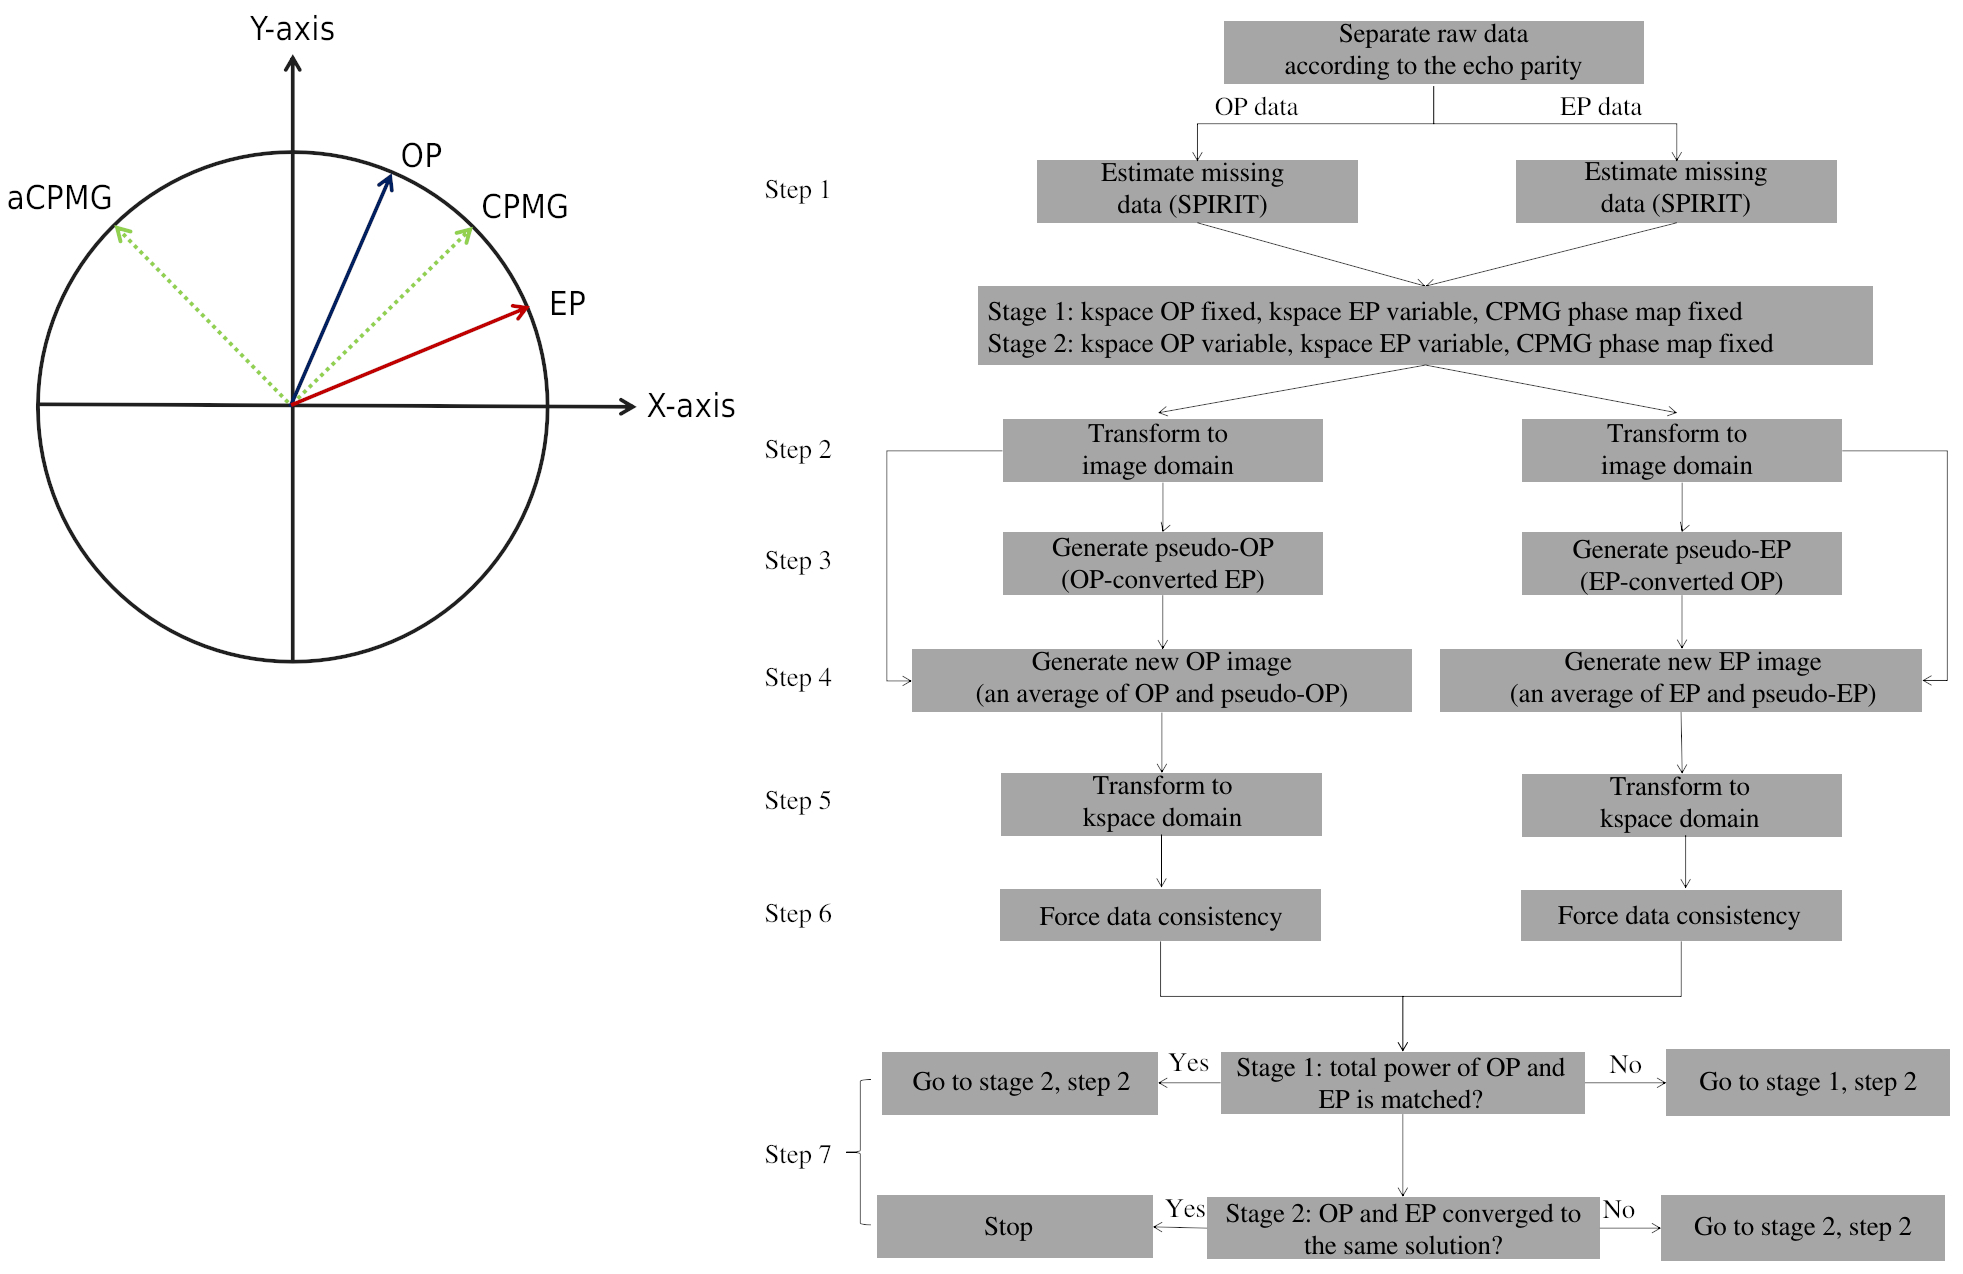 Y-axis
OP
aCPMG
CPMG
EP
X-axis
Separate raw data
according to the echo parity
OP data
EP data
Step 1
Estimate missing
data (SPIRIT)
Estimate missing
data (SPIRIT)
Stage 1: kspace OP fixed, kspace EP variable, CPMG phase map fixed
Stage 2: kspace OP variable, kspace EP variable, CPMG phase map fixed
Step 2
Transform to
image domain
Transform to
image domain
Step 3
Generate pseudo-OP
(OP-converted EP)
Generate pseudo-EP
(EP-converted OP)
Step 4
Generate new OP image
(an average of OP and pseudo-OP)
Generate new EP image
(an average of EP and pseudo-EP)
Step 5
Transform to
kspace domain
Transform to
kspace domain
Step 6
Force data consistency
Force data consistency
Step 7
Go to stage 2, step 2
Yes
Stage 1: total power of OP and
EP is matched?
No
Go to stage 1, step 2
Stop
Yes
Stage 2: OP and EP converged to
the same solution?
No
Go to stage 2, step 2